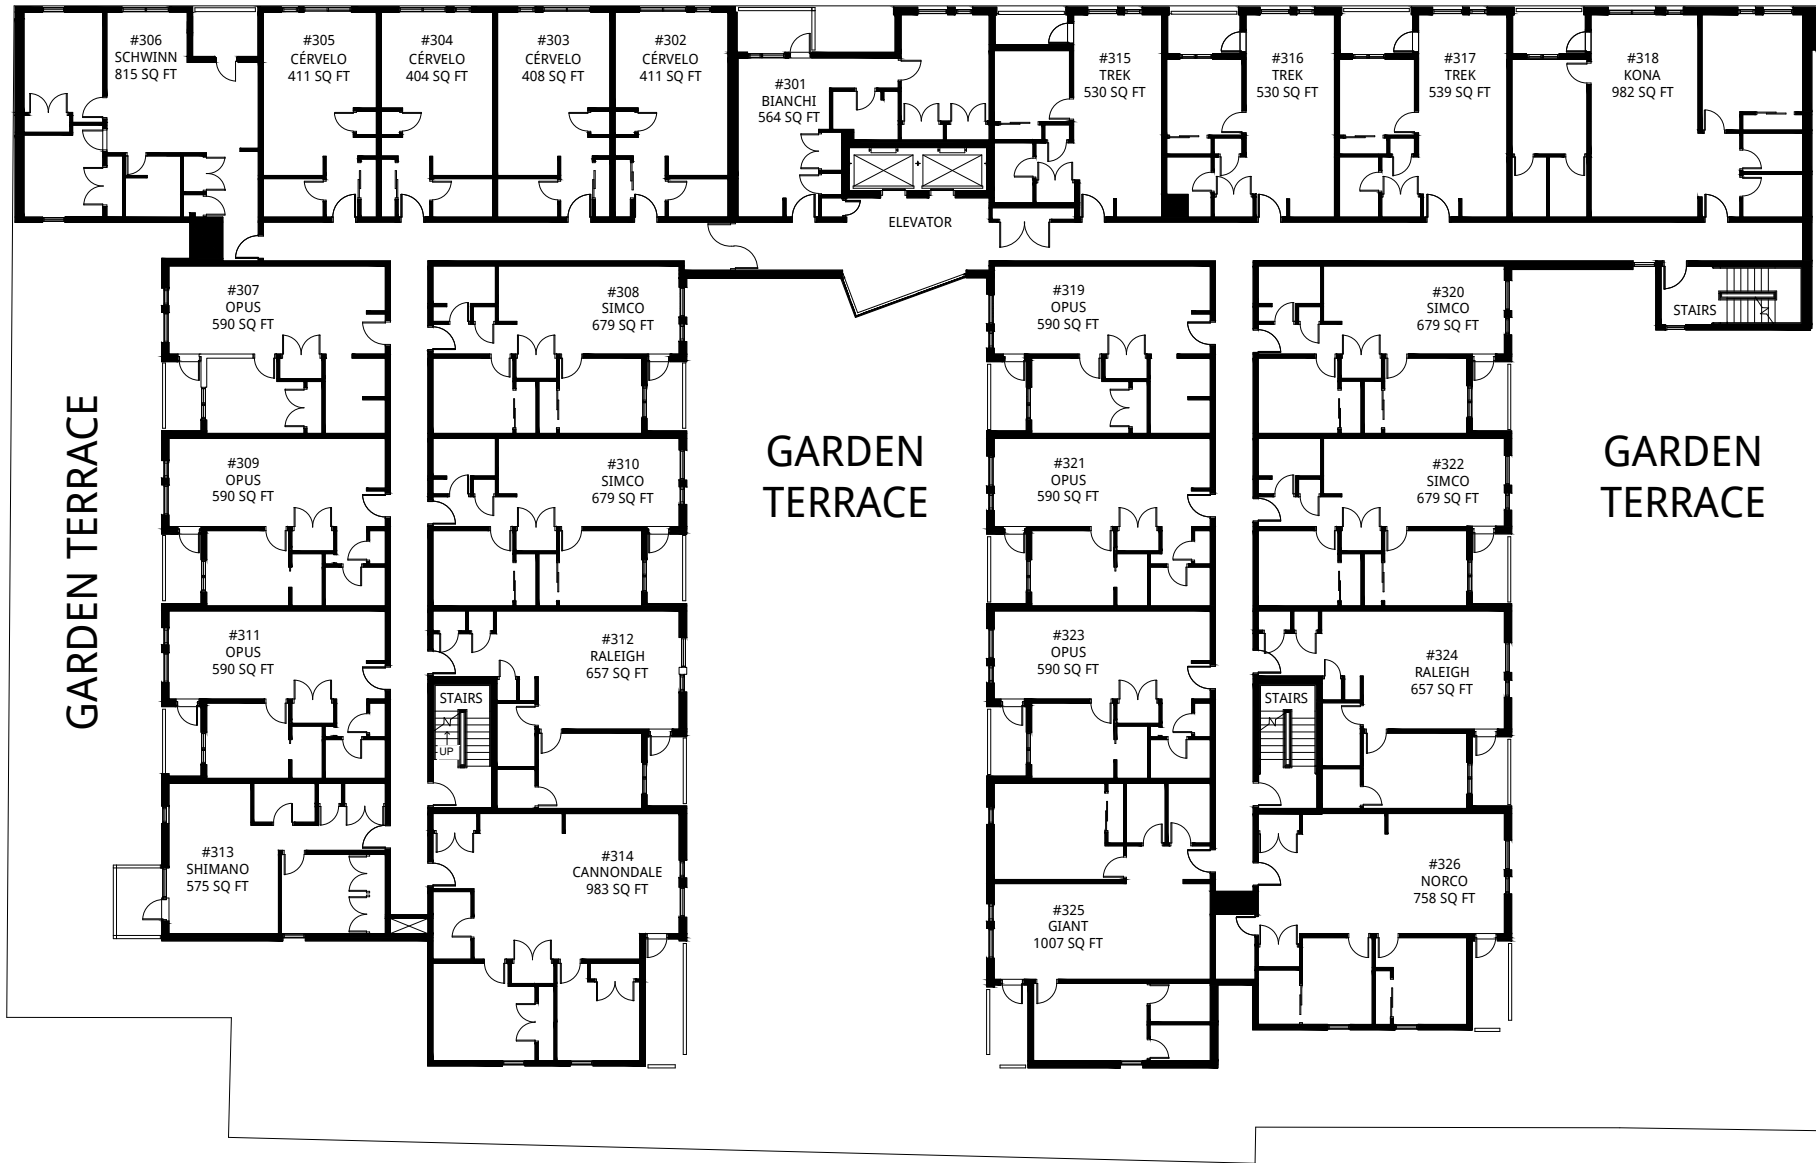 #306
SCHWINN
815 SQ FT
#305
CÉRVELO
411 SQ FT
#304
CÉRVELO
404 SQ FT
#303
CÉRVELO
408 SQ FT
#302
CÉRVELO
411 SQ FT
#301
BIANCHI
564 SQ FT
#315
TREK
530 SQ FT
#316
TREK
530 SQ FT
#317
TREK
539 SQ FT
#318
KONA
982 SQ FT
ELEVATOR
#307
OPUS
590 SQ FT
#308
SIMCO
679 SQ FT
#319
OPUS
590 SQ FT
#320
SIMCO
679 SQ FT
STAIRS
N
GARDEN TERRACE
#309
OPUS
590 SQ FT
#310
SIMCO
679 SQ FT
GARDEN
TERRACE
#321
OPUS
590 SQ FT
#322
SIMCO
679 SQ FT
GARDEN
TERRACE
#311
OPUS
590 SQ FT
#312
RALEIGH
657 SQ FT
STAIRS
N
UP
#323
OPUS
590 SQ FT
#324
RALEIGH
657 SQ FT
STAIRS
N
#313
SHIMANO
575 SQ FT
#314
CANNONDALE
983 SQ FT
#325
GIANT
1007 SQ FT
#326
NORCO
758 SQ FT